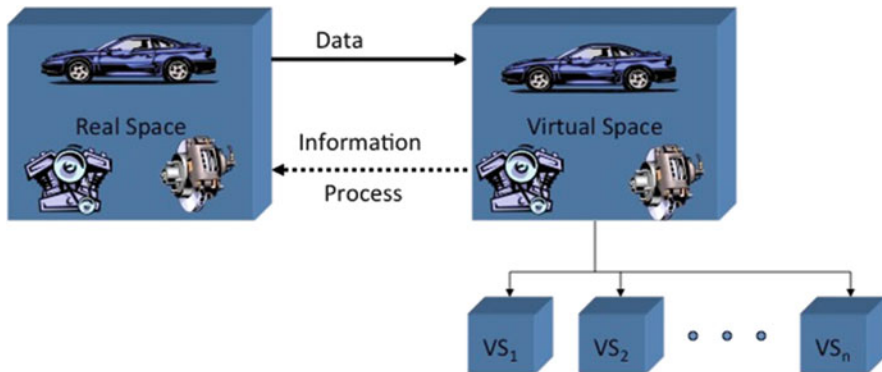 Data
Real Space
Virtual Space
Information
Process
VS₁
VS₂
VSₙ